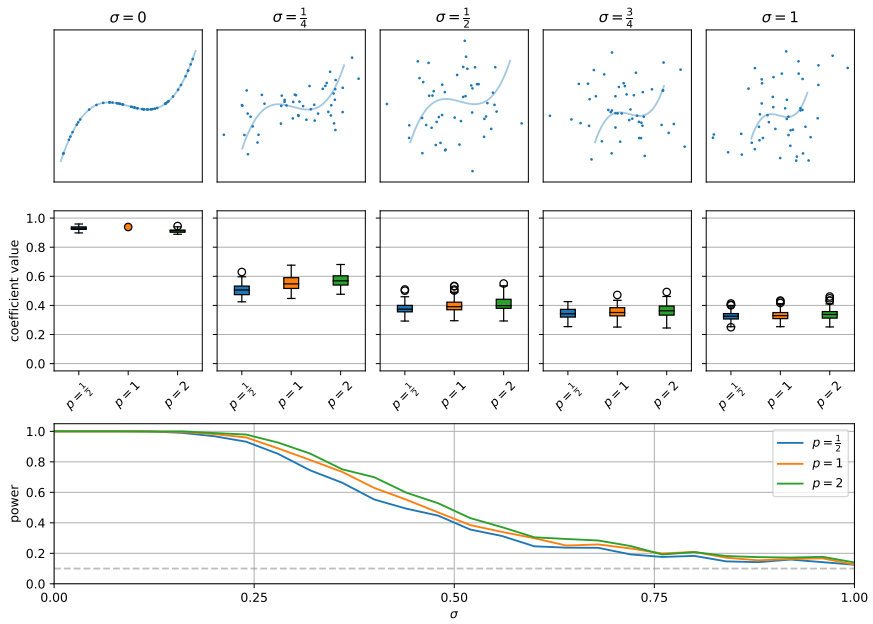 σ = 0 σ = 1/4 σ = 1/2 σ = 3/4 σ = 1
coefficient value
1.0
0.8
0.6
0.4
0.2
0.0
p = 1/2 p = 1 p = 2 p = 1/2 p = 1 p = 2 p = 1/2 p = 1 p = 2 p = 1/2 p = 1 p = 2 p = 1/2 p = 1 p = 2
power
1.0
0.8
0.6
0.4
0.2
0.0
p = 1/2
p = 1
p = 2
0.00 0.25 0.50 0.75 1.00
σ